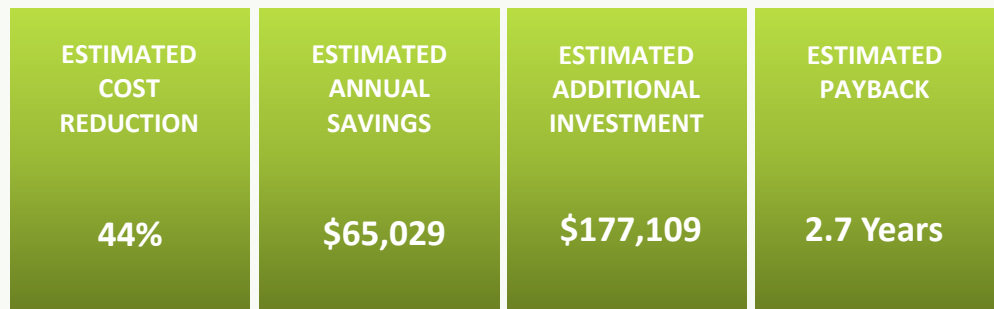 ESTIMATED
COST
REDUCTION
44%
ESTIMATED
ANNUAL
SAVINGS
$65,029
ESTIMATED
ADDITIONAL
INVESTMENT
$177,109
ESTIMATED
PAYBACK
2.7 Years